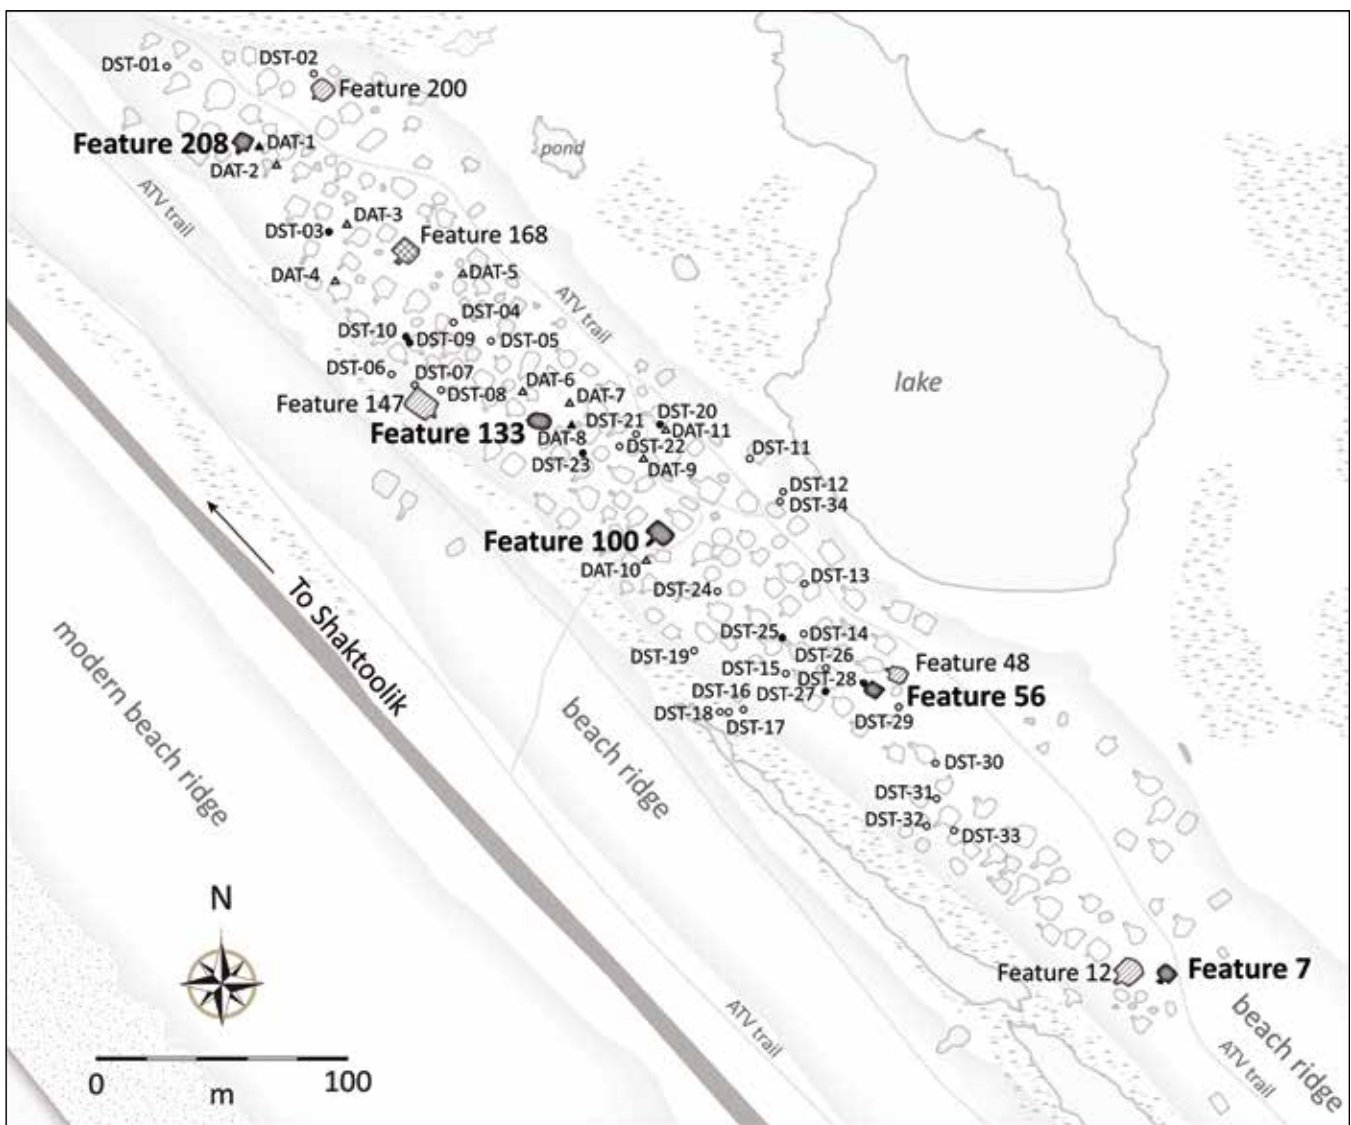 DST-01
DST-02
Feature 200
Feature 208
DAT-1
DAT-2
pond
ATV trail
DAT-3
DST-03
Feature 168
DAT-4
DAT-5
ATV trail
DST-04
DST-10
DST-09
DST-05
DST-06
DST-07
DST-08
DAT-6
DAT-7
lake
Feature 147
Feature 133
DAT-8
DST-21
DST-20
DAT-11
DST-22
DST-23
DAT-9
DST-11
DST-12
DST-34
Feature 100
DAT-10
DST-24
DST-13
To Shaktoolik
DST-25
DST-14
DST-19
DST-26
DST-15
DST-28
Feature 48
DST-16
DST-27
Feature 56
DST-18
DST-17
DST-29
modern beach ridge
beach ridge
DST-30
DST-31
DST-32
DST-33
N
Feature 12
Feature 7
beach ridge
ATV trail
ATV trail
0
100
m